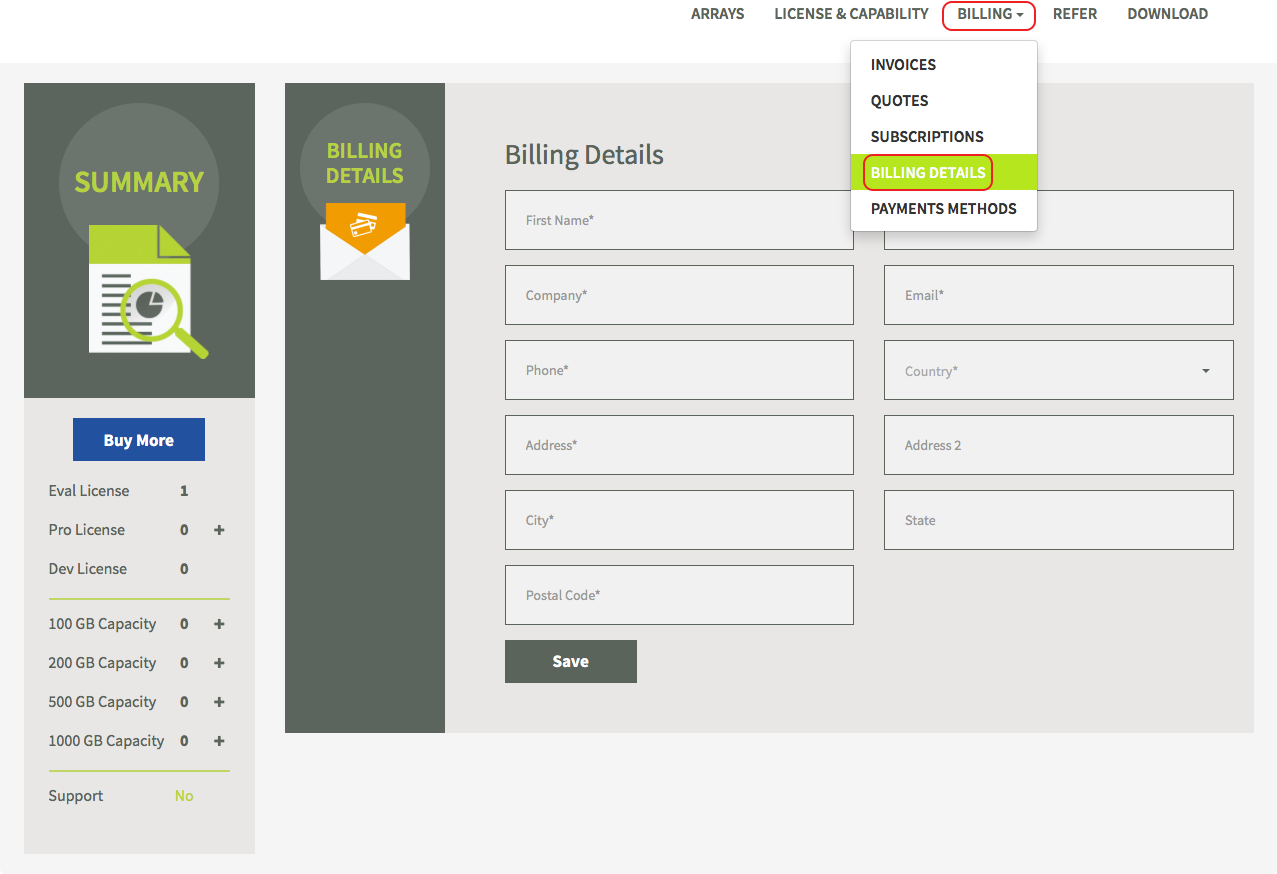 ARRAYS LICENSE & CAPABILITY BILLING REFER DOWNLOAD
INVOICES
QUOTES
SUBSCRIPTIONS
BILLING DETAILS
PAYMENTS METHODS
SUMMARY
Buy More
Eval License 1
Pro License 0 +
Dev License 0
100 GB Capacity 0 +
200 GB Capacity 0 +
500 GB Capacity 0 +
1000 GB Capacity 0 +
Support No
BILLING
DETAILS
Billing Details
First Name*
Company* Email*
Phone* Country*
Address* Address 2
City* State
Postal Code*
Save